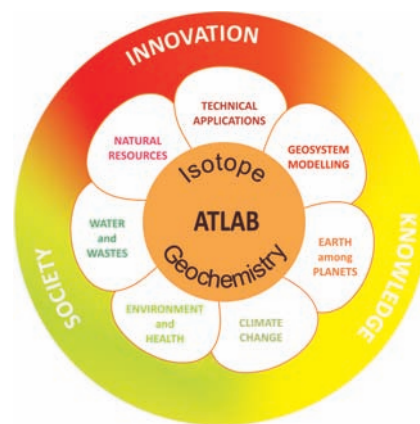 INNOVATION
TECHNICAL
APPLICATIONS
NATURAL
RESOURCES
GEOSYSTEM
MODELLING
Isotope
ATLAB
Geochemistry
WATER
and
WASTES
EARTH
among
PLANETS
ENVIRONMENT
and
HEALTH
CLIMATE
CHANGE
SOCIETY
KNOWLEDGE